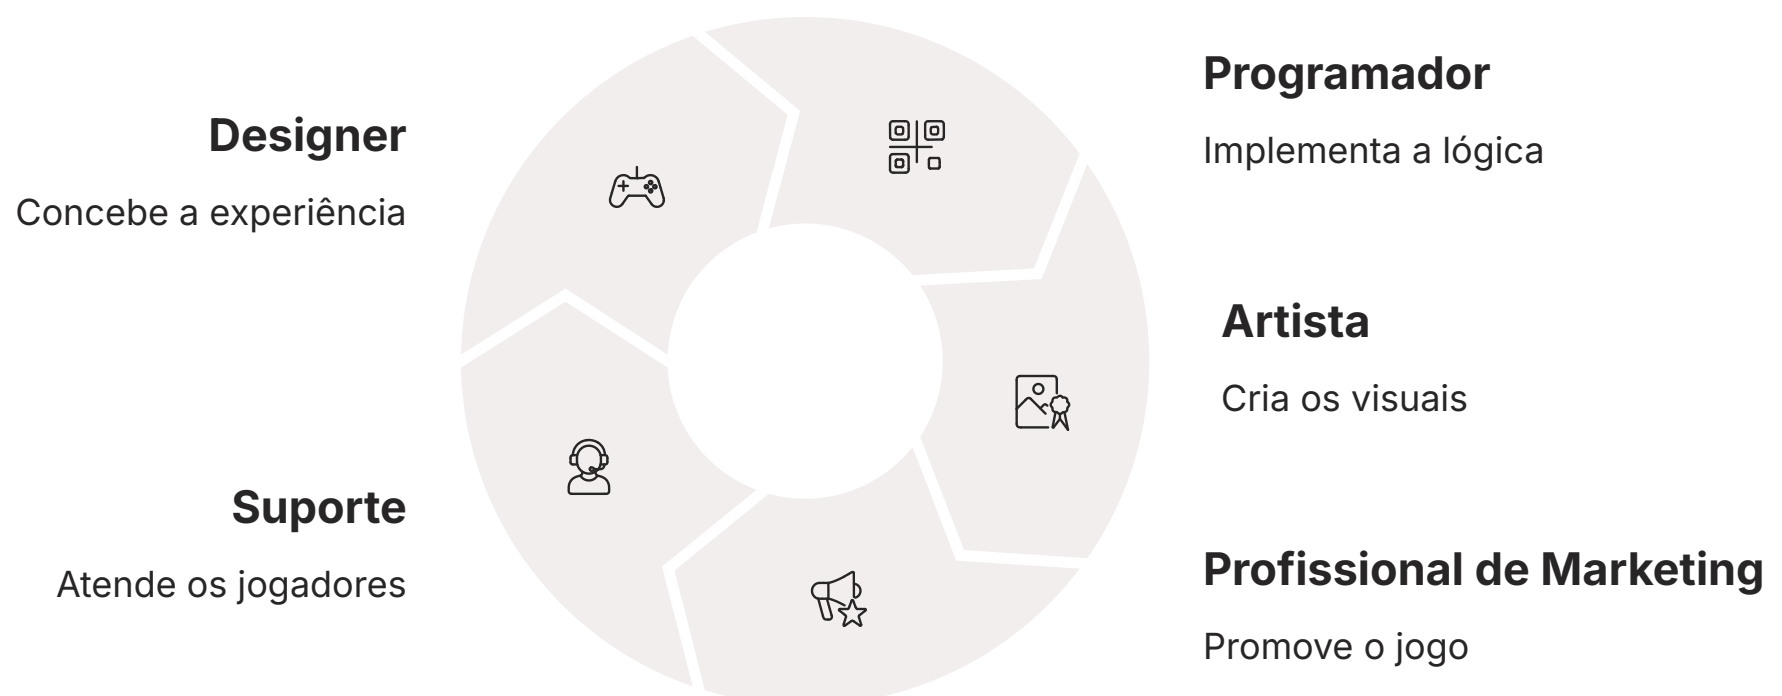 Designer
Concebe a experiência
Programador
Implementa a lógica
Artista
Cria os visuais
Suporte
Atende os jogadores
Profissional de Marketing
Promove o jogo